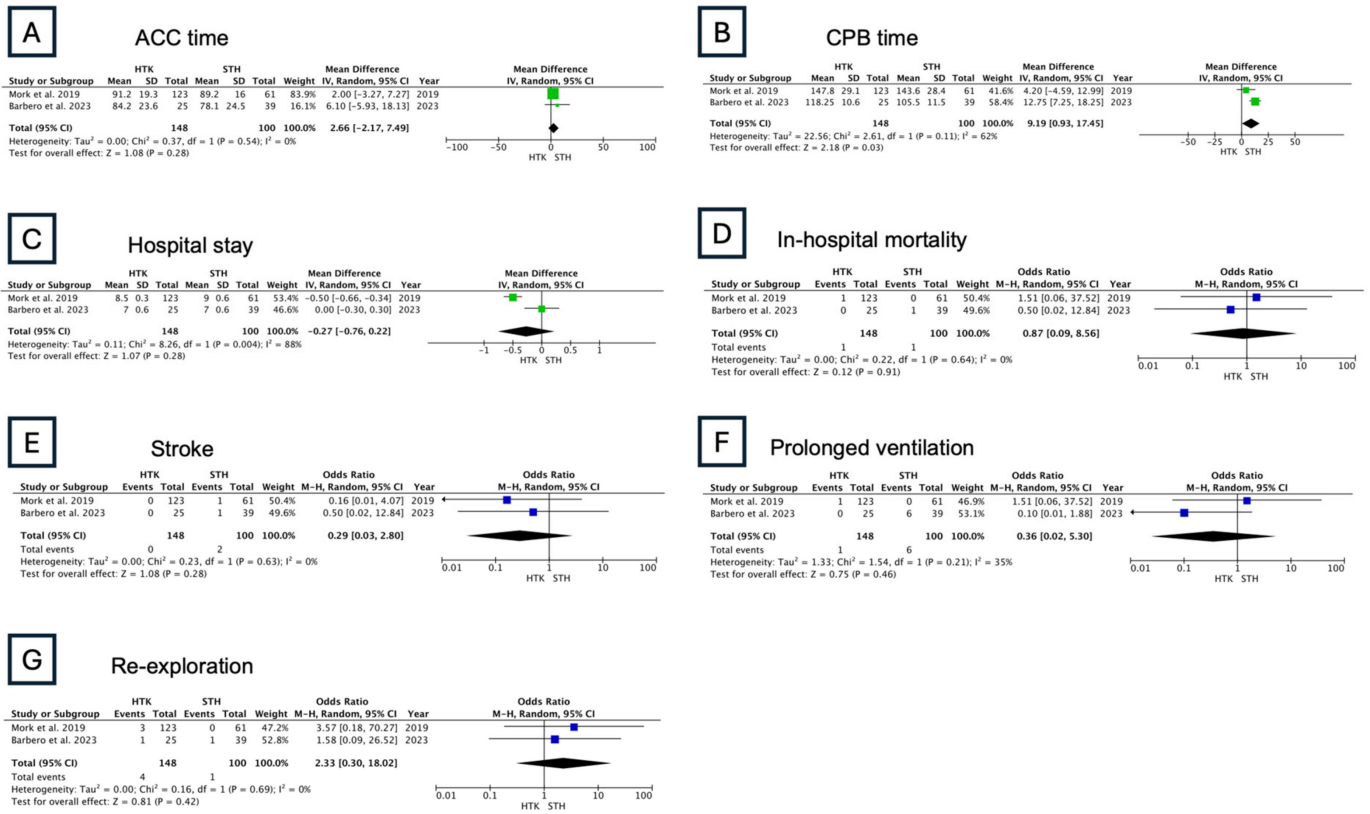 A
ACC time
HTK STH Mean Difference Mean Difference
Study or Subgroup Mean SD Total Mean SD Total Weight IV, Random, 95% CI Year IV, Random, 95% CI
Mork et al. 2019 91.2 19.3 123 89.2 16 61 83.9% 2.00 [−3.27, 7.27] 2019
Barbero et al. 2023 84.2 23.6 25 78.1 24.5 39 16.1% 6.10 [−5.93, 18.13] 2023
Total (95% CI) 148 100 100.0% 2.66 [−2.17, 7.49]
Heterogeneity: Tau² = 0.00; Chi² = 0.37, df = 1 (P = 0.54); I² = 0%
Test for overall effect: Z = 1.08 (P = 0.28)
−100 −50 0 50 100
HTK STH
B
CPB time
HTK STH Mean Difference Mean Difference
Study or Subgroup Mean SD Total Mean SD Total Weight IV, Random, 95% CI Year IV, Random, 95% CI
Mork et al. 2019 147.8 29.1 123 143.6 28.4 61 41.6% 4.20 [−4.59, 12.99] 2019
Barbero et al. 2023 118.25 10.6 25 105.5 11.5 39 58.4% 12.75 [7.25, 18.25] 2023
Total (95% CI) 148 100 100.0% 9.19 [0.93, 17.45]
Heterogeneity: Tau² = 22.56; Chi² = 2.61, df = 1 (P = 0.11); I² = 62%
Test for overall effect: Z = 2.18 (P = 0.03)
−50 −25 0 25 50
HTK STH
C
Hospital stay
HTK STH Mean Difference Mean Difference
Study or Subgroup Mean SD Total Mean SD Total Weight IV, Random, 95% CI Year IV, Random, 95% CI
Mork et al. 2019 8.5 0.3 123 9 0.6 61 53.4% −0.50 [−0.66, −0.34] 2019
Barbero et al. 2023 7 0.6 25 7 0.6 39 46.6% 0.00 [−0.30, 0.30] 2023
Total (95% CI) 148 100 100.0% −0.27 [−0.76, 0.22]
Heterogeneity: Tau² = 0.11; Chi² = 8.26, df = 1 (P = 0.004); I² = 88%
Test for overall effect: Z = 1.07 (P = 0.28)
−1 −0.5 0 0.5 1
HTK STH
D
In-hospital mortality
HTK STH Odds Ratio Odds Ratio
Study or Subgroup Events Total Events Total Weight M−H, Random, 95% CI Year M−H, Random, 95% CI
Mork et al. 2019 1 123 0 61 50.4% 1.51 [0.06, 37.52] 2019
Barbero et al. 2023 0 25 1 39 49.6% 0.50 [0.02, 12.84] 2023
Total (95% CI) 148 100 100.0% 0.87 [0.09, 8.56]
Total events 1 1
Heterogeneity: Tau² = 0.00; Chi² = 0.22, df = 1 (P = 0.64); I² = 0%
Test for overall effect: Z = 0.12 (P = 0.91)
0.01 0.1 1 10 100
HTK STH
E
Stroke
HTK STH Odds Ratio Odds Ratio
Study or Subgroup Events Total Events Total Weight M−H, Random, 95% CI Year M−H, Random, 95% CI
Mork et al. 2019 0 123 1 61 50.4% 0.16 [0.01, 4.07] 2019
Barbero et al. 2023 0 25 1 39 49.6% 0.50 [0.02, 12.84] 2023
Total (95% CI) 148 100 100.0% 0.29 [0.03, 2.80]
Total events 0 2
Heterogeneity: Tau² = 0.00; Chi² = 0.23, df = 1 (P = 0.63); I² = 0%
Test for overall effect: Z = 1.08 (P = 0.28)
0.01 0.1 1 10 100
HTK STH
F
Prolonged ventilation
HTK STH Odds Ratio Odds Ratio
Study or Subgroup Events Total Events Total Weight M−H, Random, 95% CI Year M−H, Random, 95% CI
Mork et al. 2019 1 123 0 61 46.9% 1.51 [0.06, 37.52] 2019
Barbero et al. 2023 0 25 6 39 53.1% 0.10 [0.01, 1.88] 2023
Total (95% CI) 148 100 100.0% 0.36 [0.02, 5.30]
Total events 1 6
Heterogeneity: Tau² = 1.33; Chi² = 1.54, df = 1 (P = 0.21); I² = 35%
Test for overall effect: Z = 0.75 (P = 0.46)
0.01 0.1 1 10 100
HTK STH
G
Re-exploration
HTK STH Odds Ratio Odds Ratio
Study or Subgroup Events Total Events Total Weight M−H, Random, 95% CI Year M−H, Random, 95% CI
Mork et al. 2019 3 123 0 61 47.2% 3.57 [0.18, 70.27] 2019
Barbero et al. 2023 1 25 1 39 52.8% 1.58 [0.09, 26.52] 2023
Total (95% CI) 148 100 100.0% 2.33 [0.30, 18.02]
Total events 4 1
Heterogeneity: Tau² = 0.00; Chi² = 0.16, df = 1 (P = 0.69); I² = 0%
Test for overall effect: Z = 0.81 (P = 0.42)
0.01 0.1 1 10 100
HTK STH